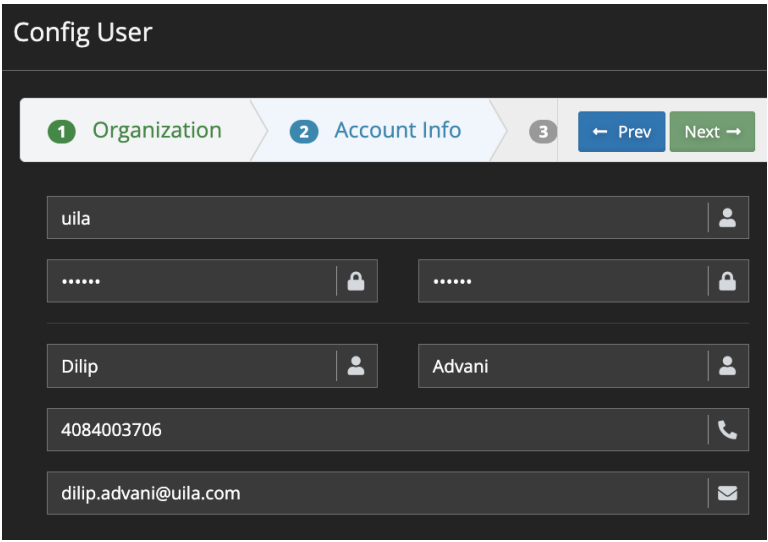 Config User
1 Organization 2 Account Info 3 ← Prev Next →
uila
•••••• ••••••
Dilip Advani
4084003706
dilip.advani@uila.com